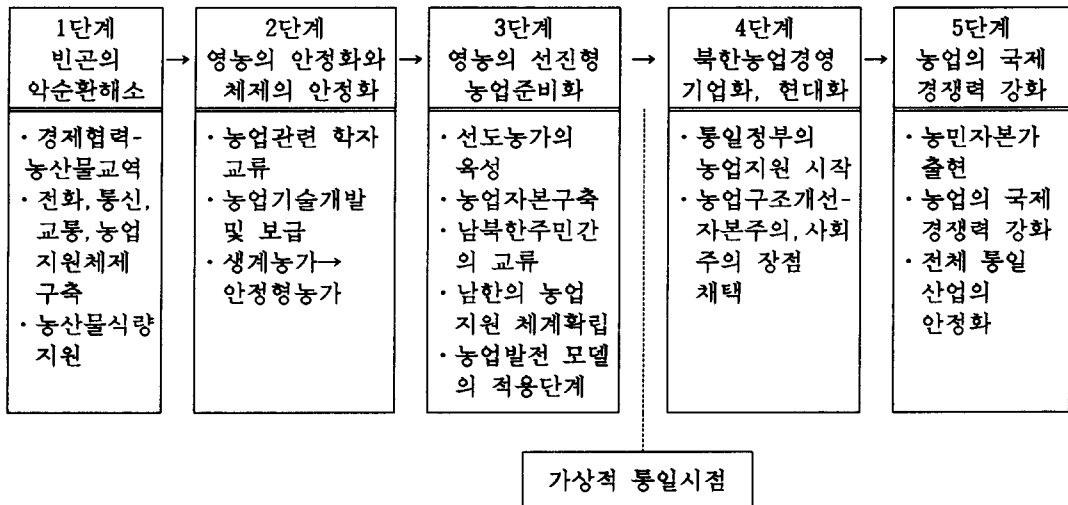 1단계
빈곤의
악순환해소
· 경제협력-
농산물교역
· 전화, 통신,
교통, 농업
지원체제
구축
· 농산물식량
지원
→
2단계
영농의 안정화와
체제의 안정화
· 농업관련 학자
교류
· 농업기술개발
및 보급
· 생계농가→
안정형농가
→
3단계
영농의 선진형
농업준비화
· 선도농가의
육성
· 농업자본구축
· 남북한주민간
의 교류
· 남한의 농업
지원 체계확립
· 농업발전 모델
의 적용단계
→
4단계
북한농업경영
기업화, 현대화
· 통일정부의
농업지원 시작
· 농업구조개선-
자본주의, 사회
주의 장점
채택
→
5단계
농업의 국제
경쟁력 강화
· 농민자본가
출현
· 농업의 국제
경쟁력 강화
· 전체 통일
산업의
안정화
가상적 통일시점